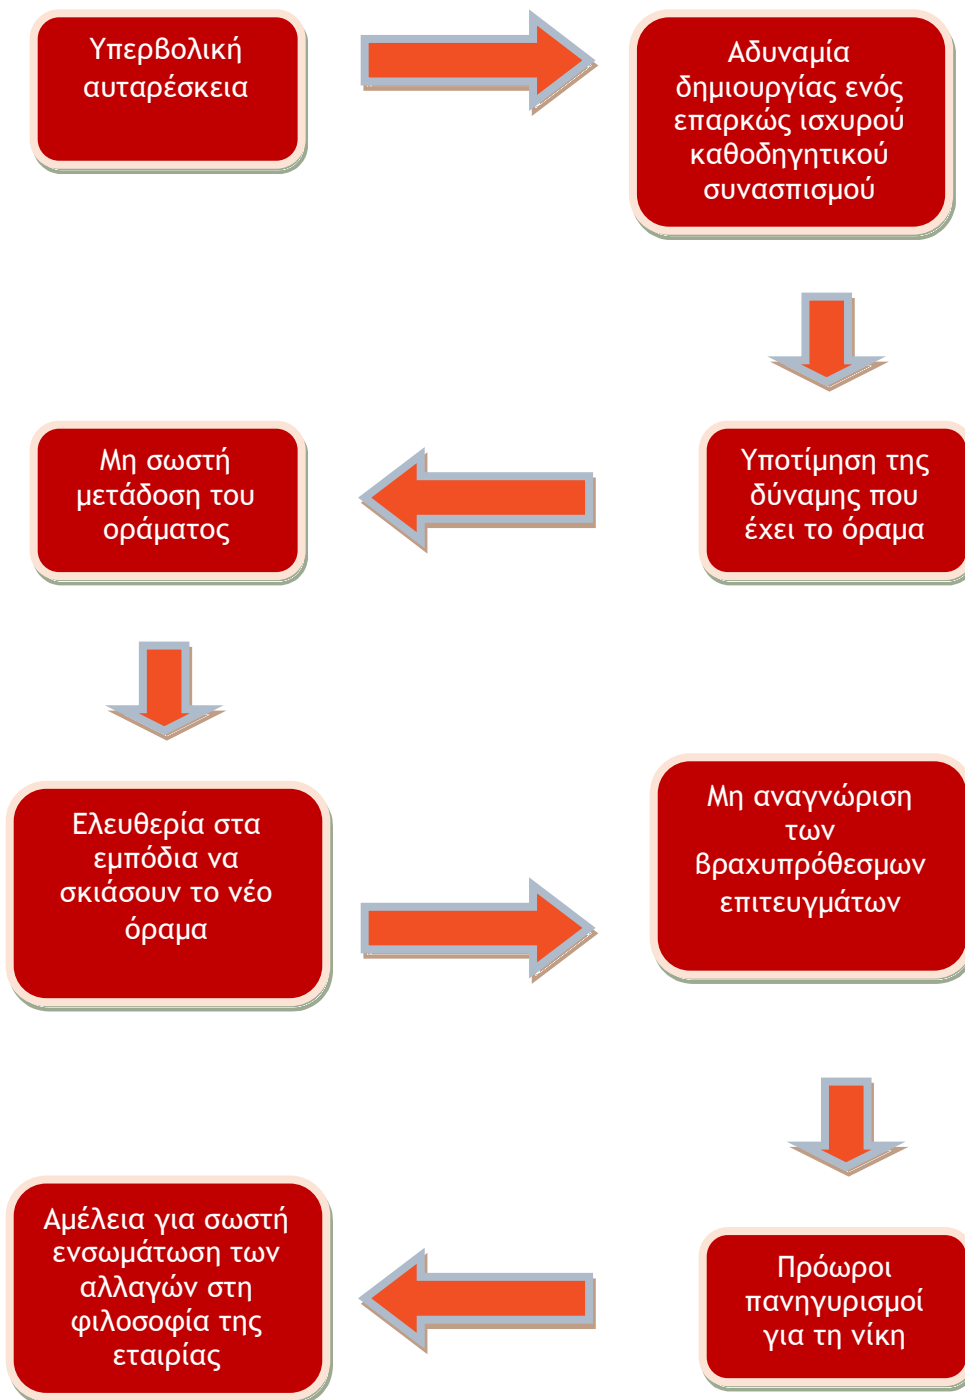 Υπερβολική
αυταρέσκεια
Αδυναμία
δημιουργίας ενός
επαρκώς ισχυρού
καθοδηγητικού
συνασπισμού
Υποτίμηση της
δύναμης που
έχει το όραμα
Μη σωστή
μετάδοση του
οράματος
Ελευθερία στα
εμπόδια να
σκιάσουν το νέο
όραμα
Μη αναγνώριση
των
βραχυπρόθεσμων
επιτευγμάτων
Πρόωροι
πανηγυρισμοί
για τη νίκη
Αμέλεια για σωστή
ενσωμάτωση των
αλλαγών στη
φιλοσοφία της
εταιρίας